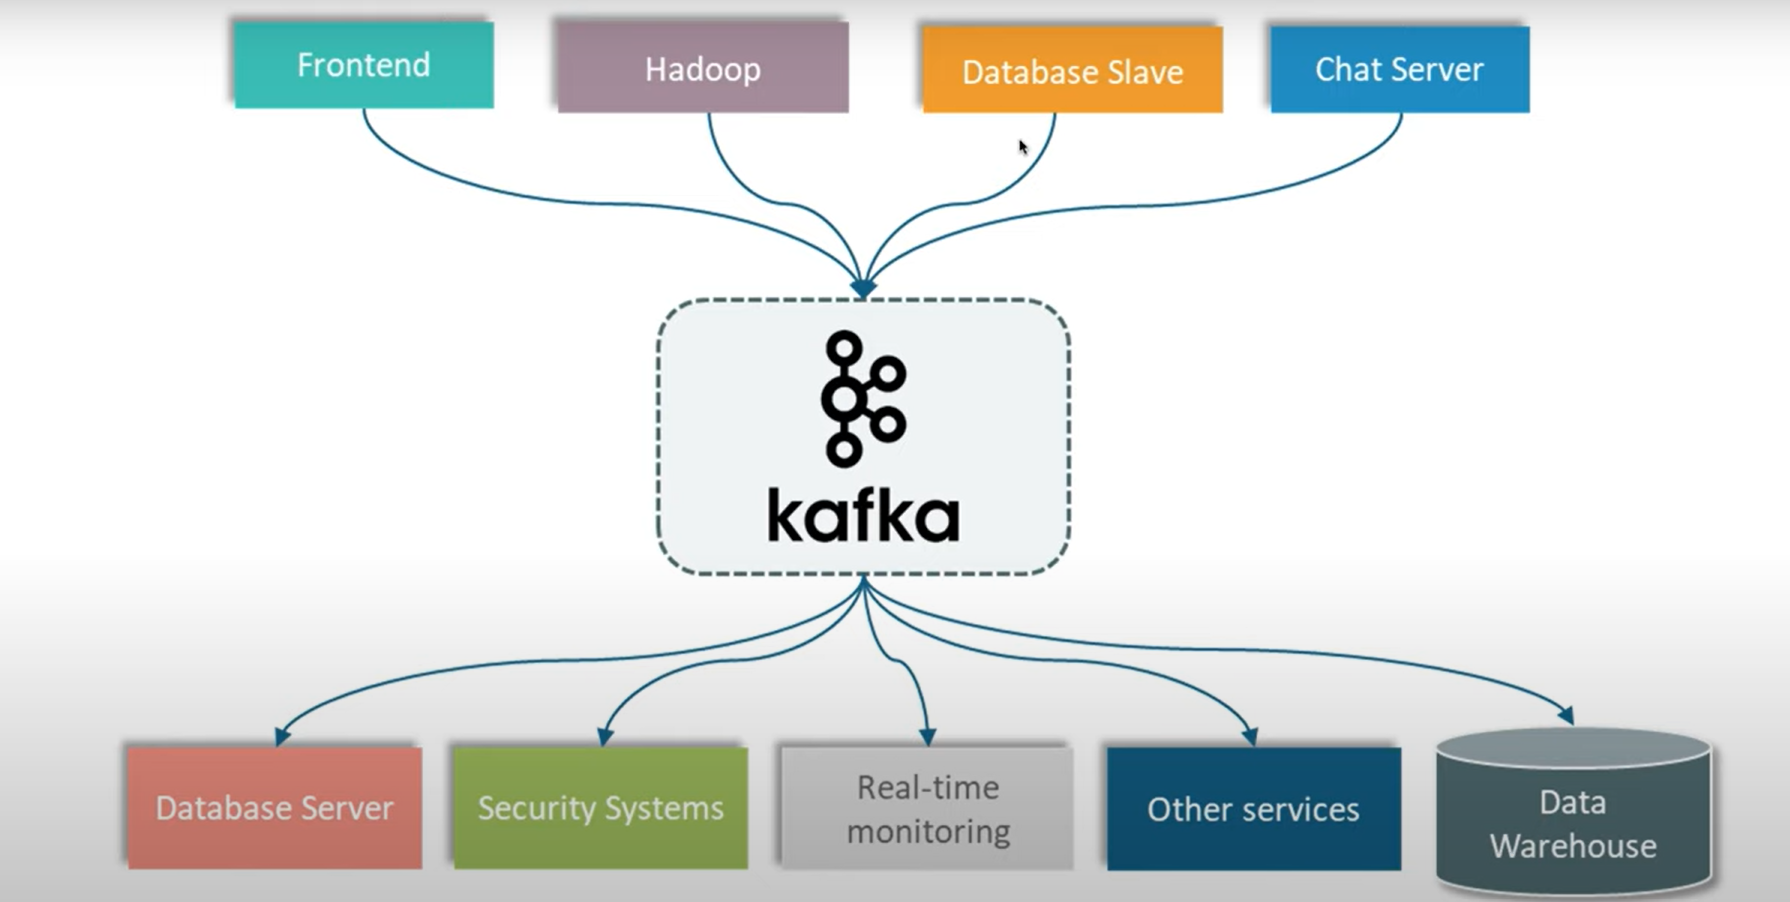 Frontend
Hadoop
Database Slave
Chat Server
kafka
Database Server
Security Systems
Real-time
monitoring
Other services
Data
Warehouse